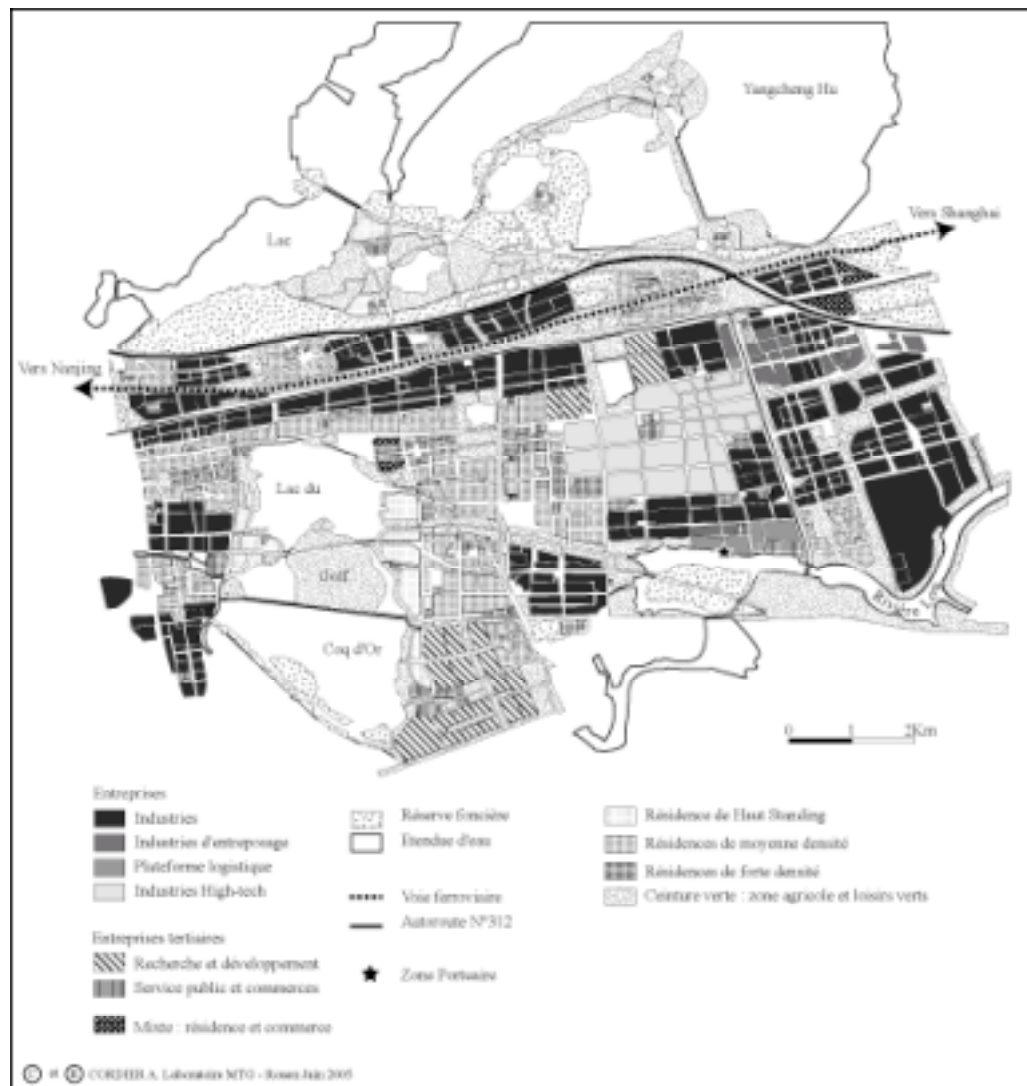 Yangcheng Hu
Vers Shanghai
Lac
Vers Nanjing
Lac du
Golf
Rivière
Golf
Coq d'Or
0 1 2Km
Entreprises
Industries
Industries d'entreposage
Plateforme logistique
Industries High-tech
Entreprises tertiaires
Recherche et développement
Service public et commerces
Mixte : résidence et commerce
Réserve foncière
Etendue d'eau
Voie ferroviaire
Autoroute N°312
Zone Portuaire
Résidence de Haut Standing
Résidences de moyenne densité
Résidences de forte densité
Ceinture verte : zone agricole et loisirs verts
C et R CORDIER A. Laboratoire MTG - Rouen Juin 2005